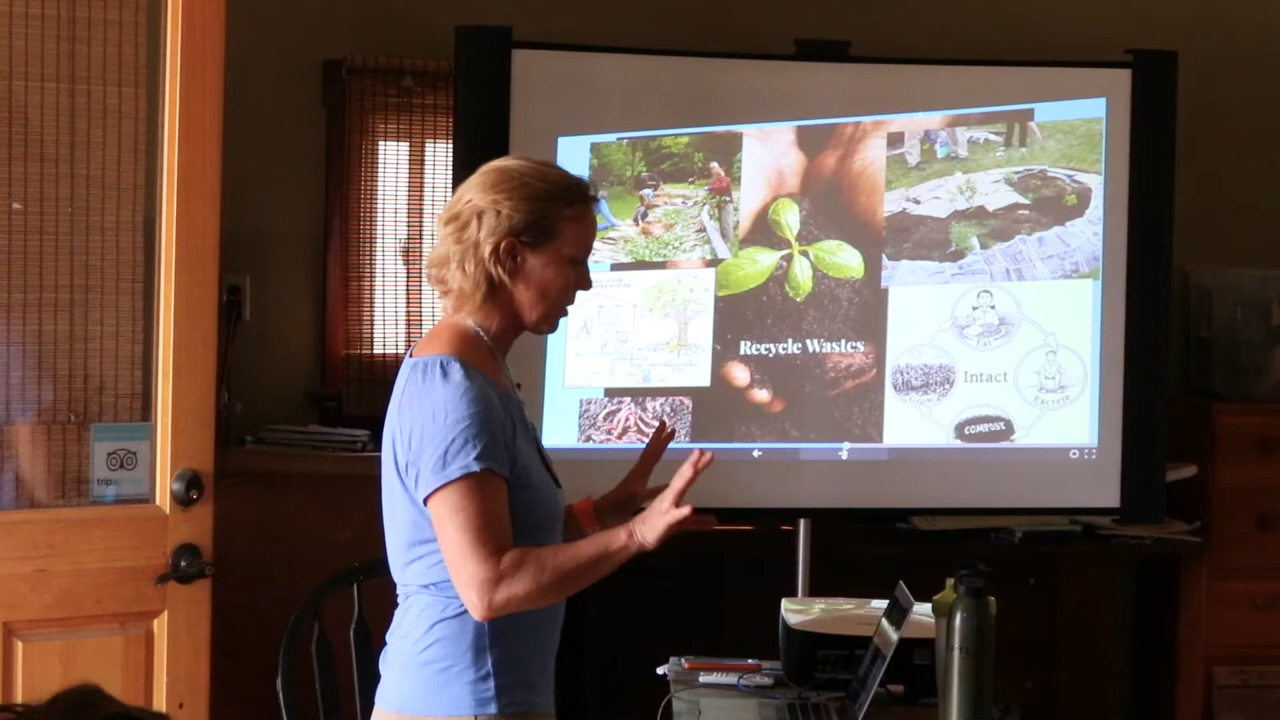 Recycle Wastes
Eat
Intact
Grow
Excrete
COMPOST
trip